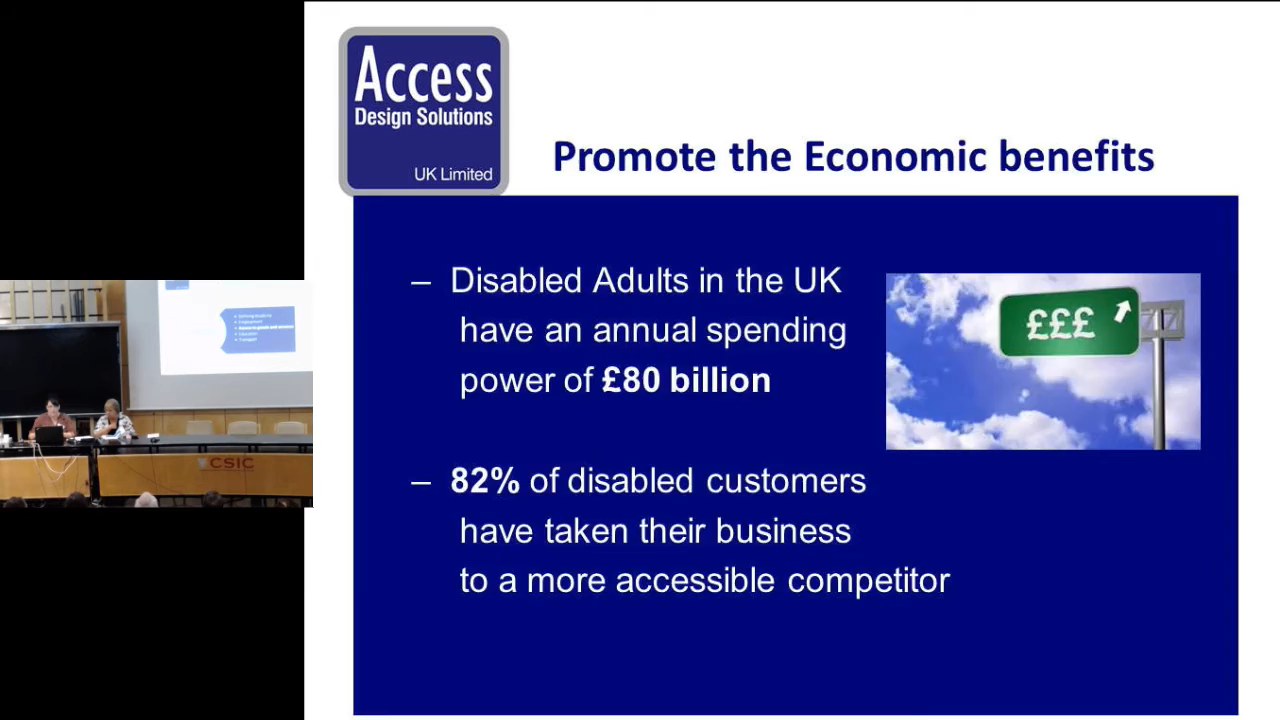 Access
Design Solutions
UK Limited
Promote the Economic benefits
– Disabled Adults in the UK
have an annual spending
power of £80 billion
£££
– 82% of disabled customers
have taken their business
to a more accessible competitor
CSIC